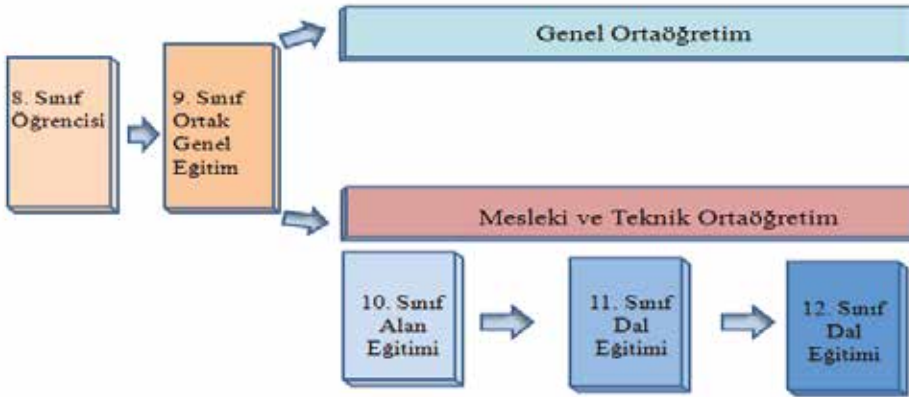 8. Sınıf
Öğrencisi
9. Sınıf
Ortak
Genel
Eğitim
Genel Ortaöğretim
Mesleki ve Teknik Ortaöğretim
10. Sınıf
Alan
Eğitimi
11. Sınıf
Dal
Eğitimi
12. Sınıf
Dal
Eğitimi